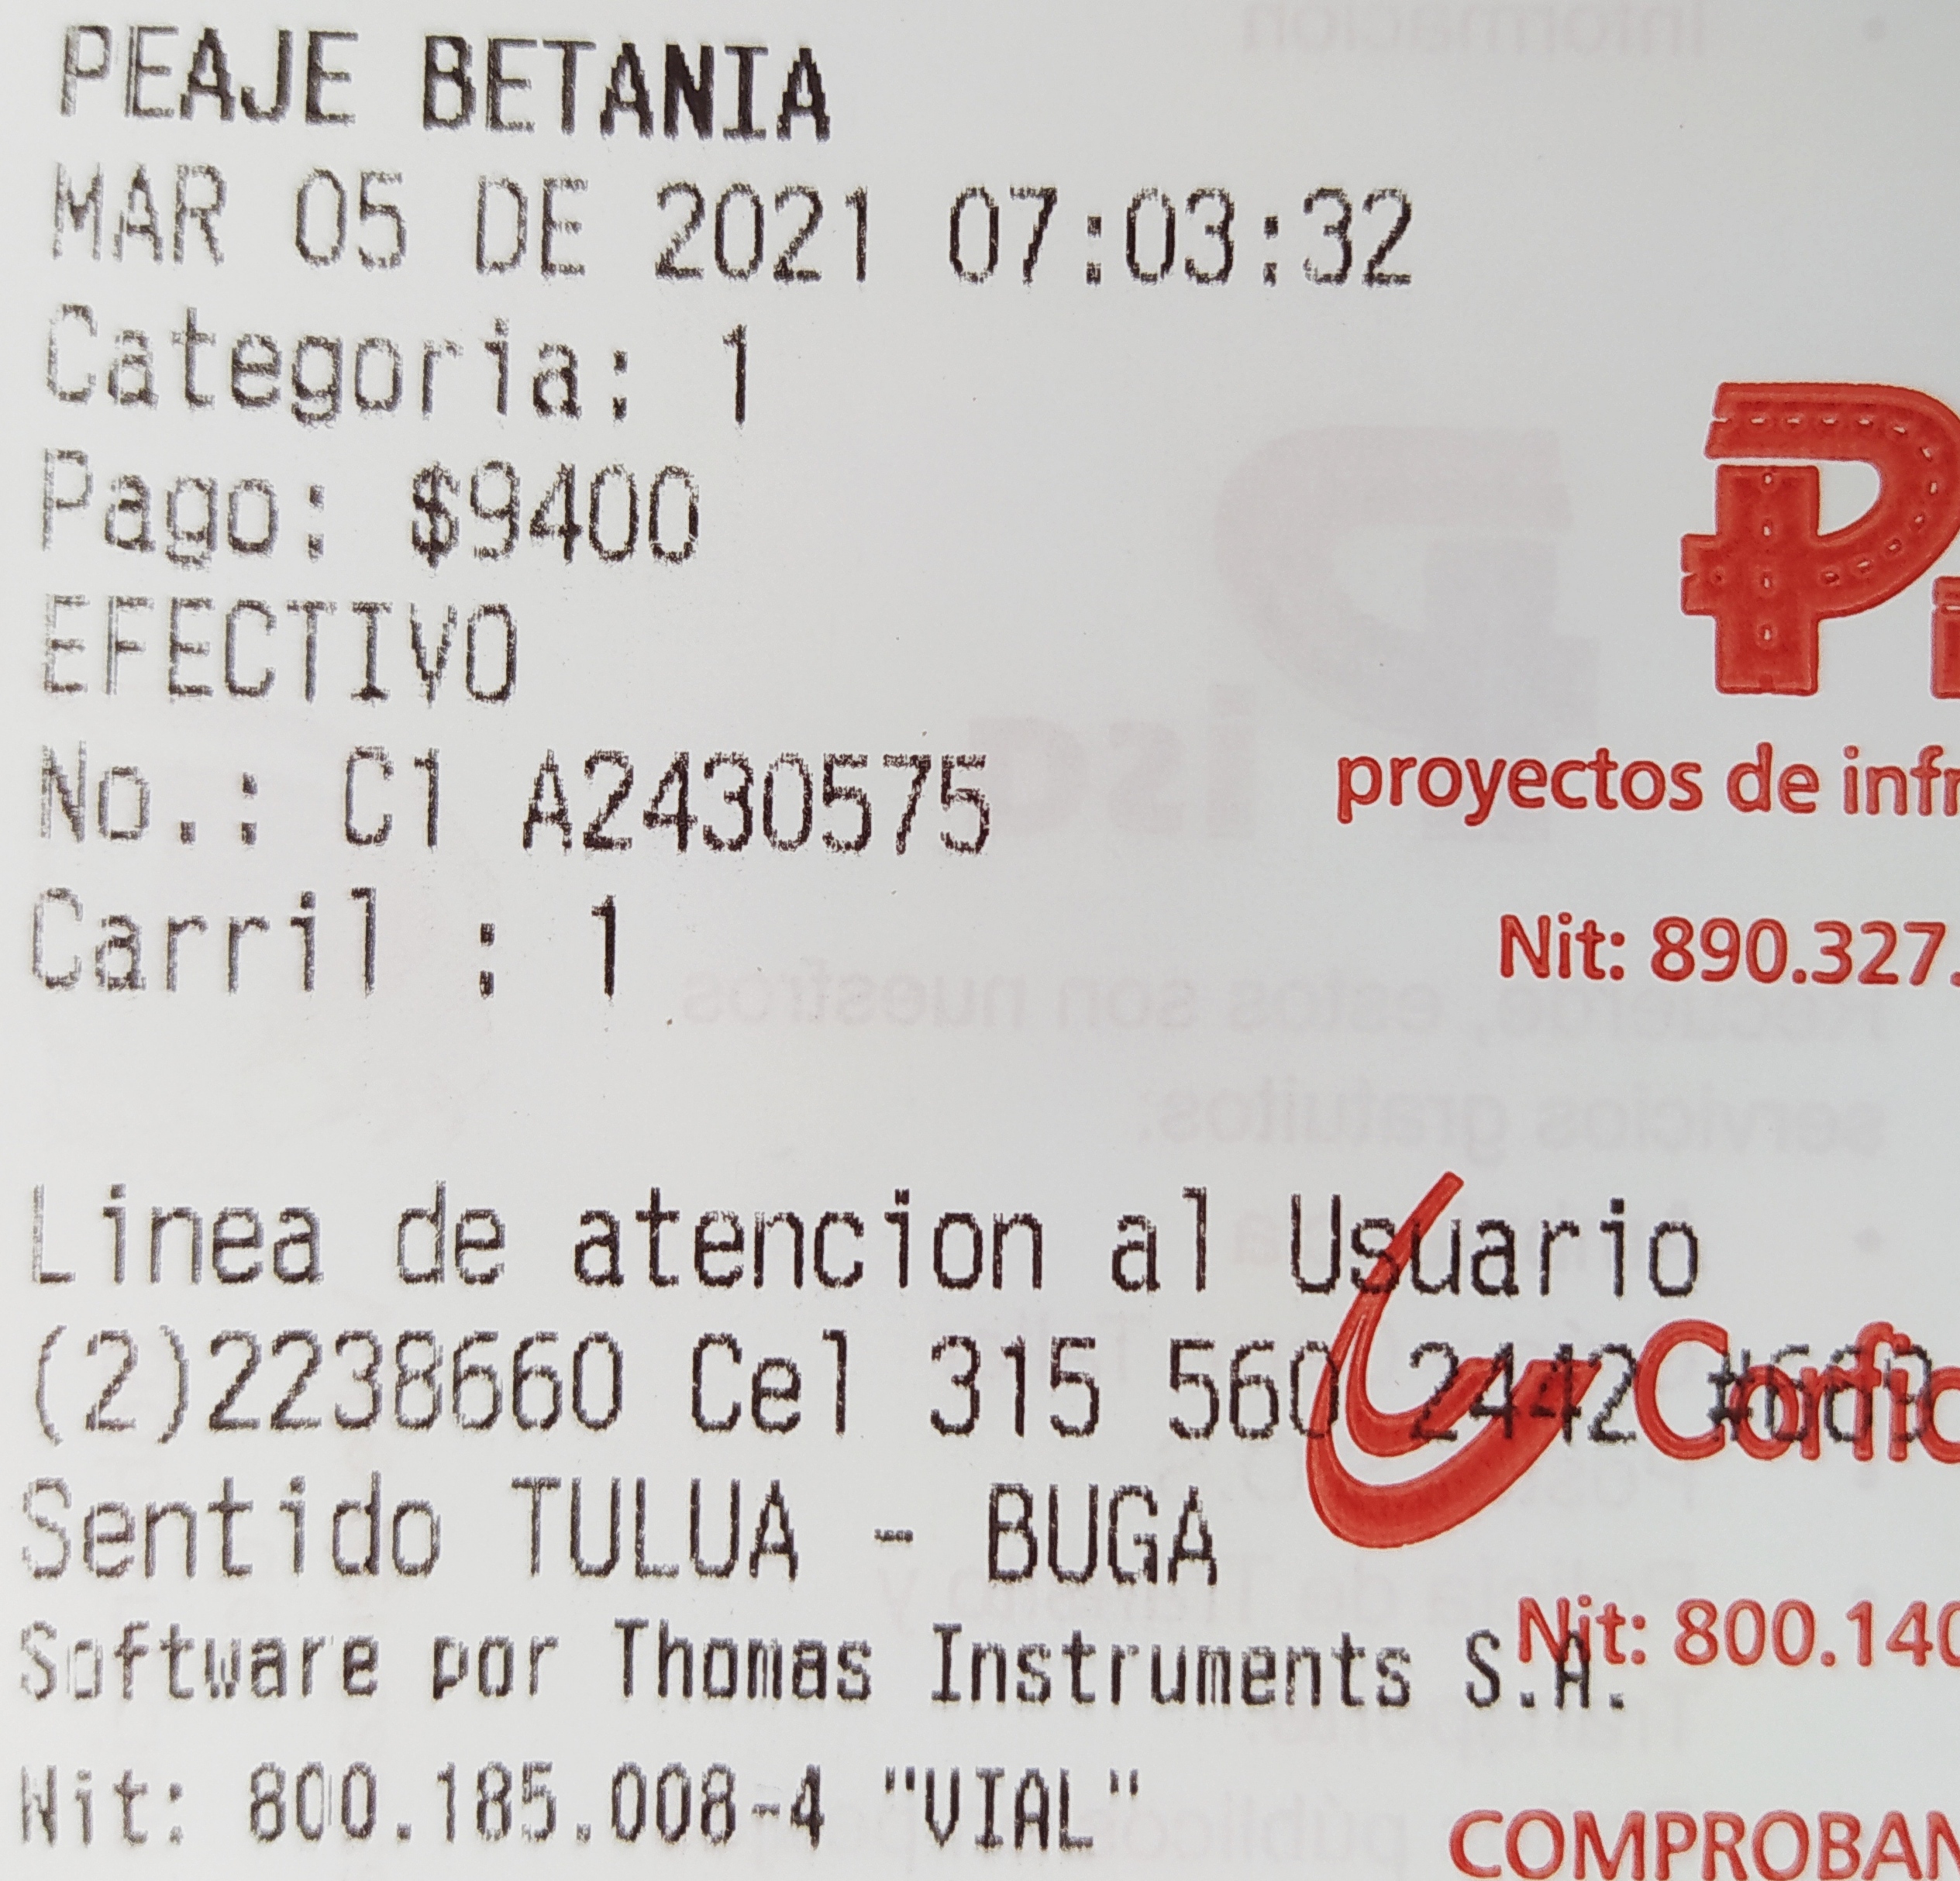 PEAJE BETANIA
MAR 05 DE 2021 07:03:32
Categoria: 1
Pago: $9400
EFECTIVO
No.: C1 A2430575
Carril : 1
proyectos de infr
Nit: 890.327.
Linea de atencion al Usuario
(2)2238660 Cel 315 560 2442
Corfic
Sentido TULUA - BUGA
Nit: 800.140
Software por Thomas Instruments S.A.
Nit: 800.185.008-4 "VIAL"
COMPROBAN